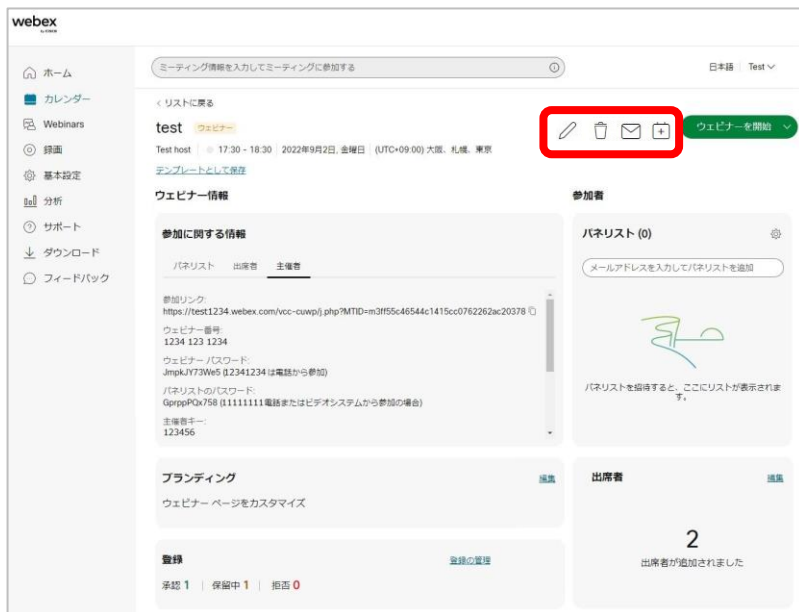 webex
by CISCO
ミーティング情報を入力してミーティングに参加する
日本語
Test
ホーム
カレンダー
Webinars
録画
基本設定
分析
サポート
ダウンロード
フィードバック
< リストに戻る
test ウェビナー
ウェビナーを開始
Test host 17:30 - 18:30 2022年9月2日, 金曜日 (UTC+09:00) 大阪、札幌、東京
テンプレートとして保存
ウェビナー情報
参加に関する情報
パネリスト 出席者 主催者
参加リンク:
https://test1234.webex.com/vcc-cuwp/j.php?MTID=m3ff55c46544c1415cc0762262ac20378
ウェビナー番号:
1234 123 1234
ウェビナー パスワード:
JmpkJY73We5 (12341234 は電話から参加)
パネリストのパスワード:
GprppPQx758 (11111111電話またはビデオシステムから参加の場合)
主催者キー:
123456
ブランディング 編集
ウェビナー ページをカスタマイズ
登録 登録の管理
承認 1 | 保留中 1 | 拒否 0
参加者
パネリスト (0)
メールアドレスを入力してパネリストを追加
パネリストを招待すると、ここにリストが表示されま
す。
出席者 編集
2
出席者が追加されました